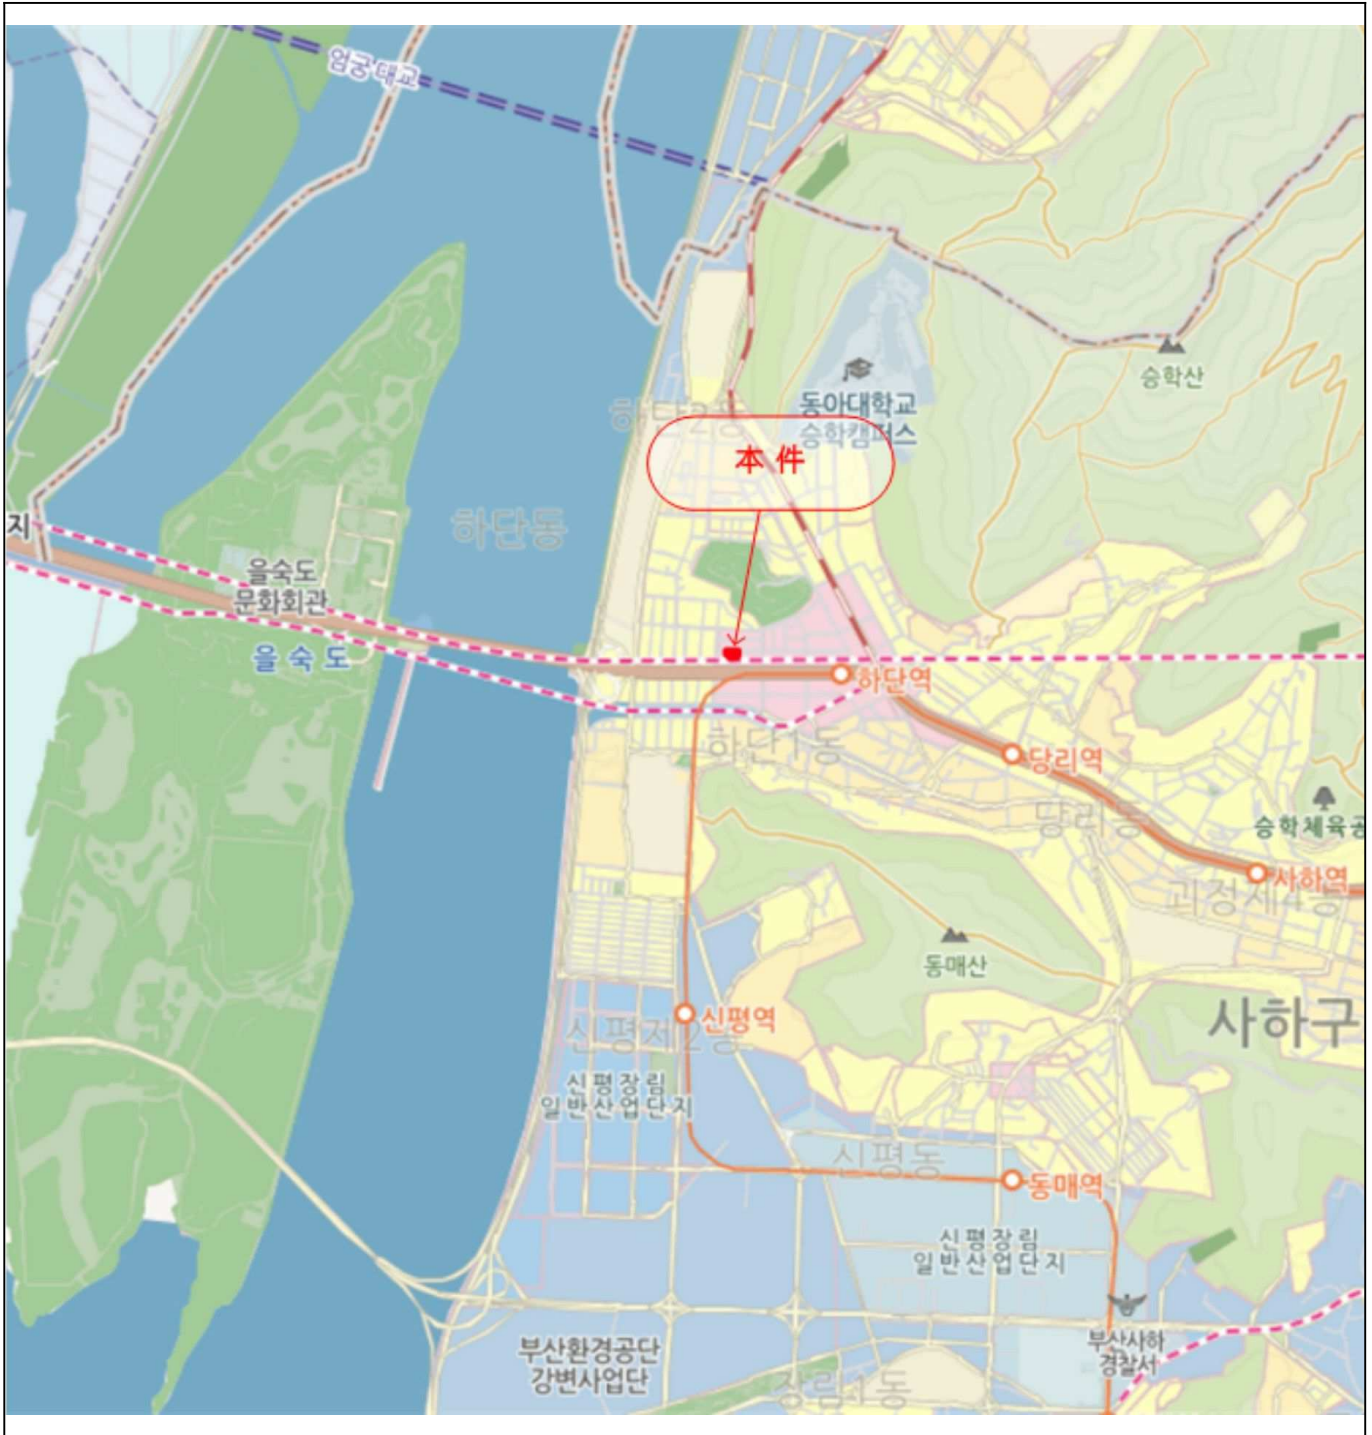 엄궁대교
승학산
동아대학교
승학캠퍼스
하단2동
本 件
지
하단동
을숙도
문화회관
을숙도
하단역
하단1동
당리역
당리동
승학체육공
사하역
괴정제4동
동매산
사하구
신평역
신평제2동
신평장림
일반산업단지
신평동
동매역
신평장림
일반산업단지
부산사하
경찰서
부산환경공단
강변사업단
장림1동